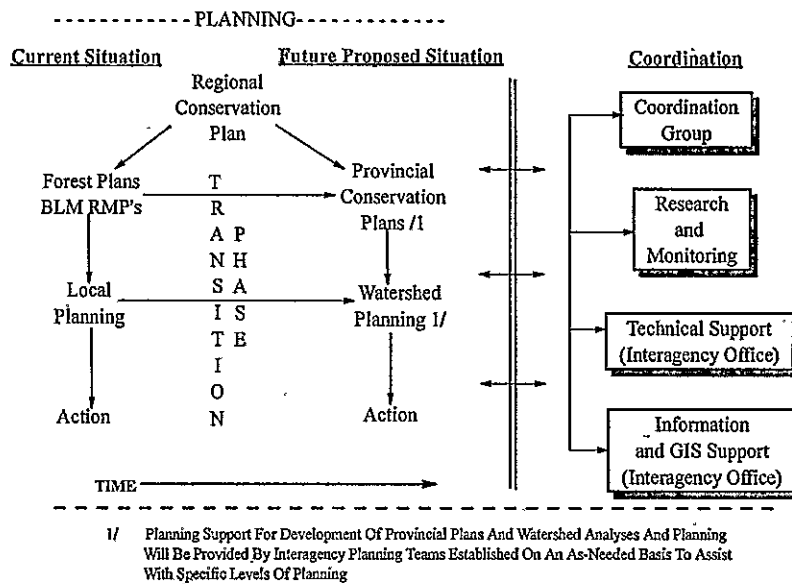 PLANNING
Current Situation
Future Proposed Situation
Regional
Conservation
Plan
Forest Plans
BLM RMP's
Local
Planning
Action
TRANSITION
PHASE
Provincial
Conservation
Plans /1
Watershed
Planning 1/
Action
TIME
Coordination
Coordination
Group
Research
and
Monitoring
Technical Support
(Interagency Office)
Information
and GIS Support
(Interagency Office)
1/ Planning Support For Development Of Provincial Plans And Watershed Analyses And Planning
Will Be Provided By Interagency Planning Teams Established On An As-Needed Basis To Assist
With Specific Levels Of Planning